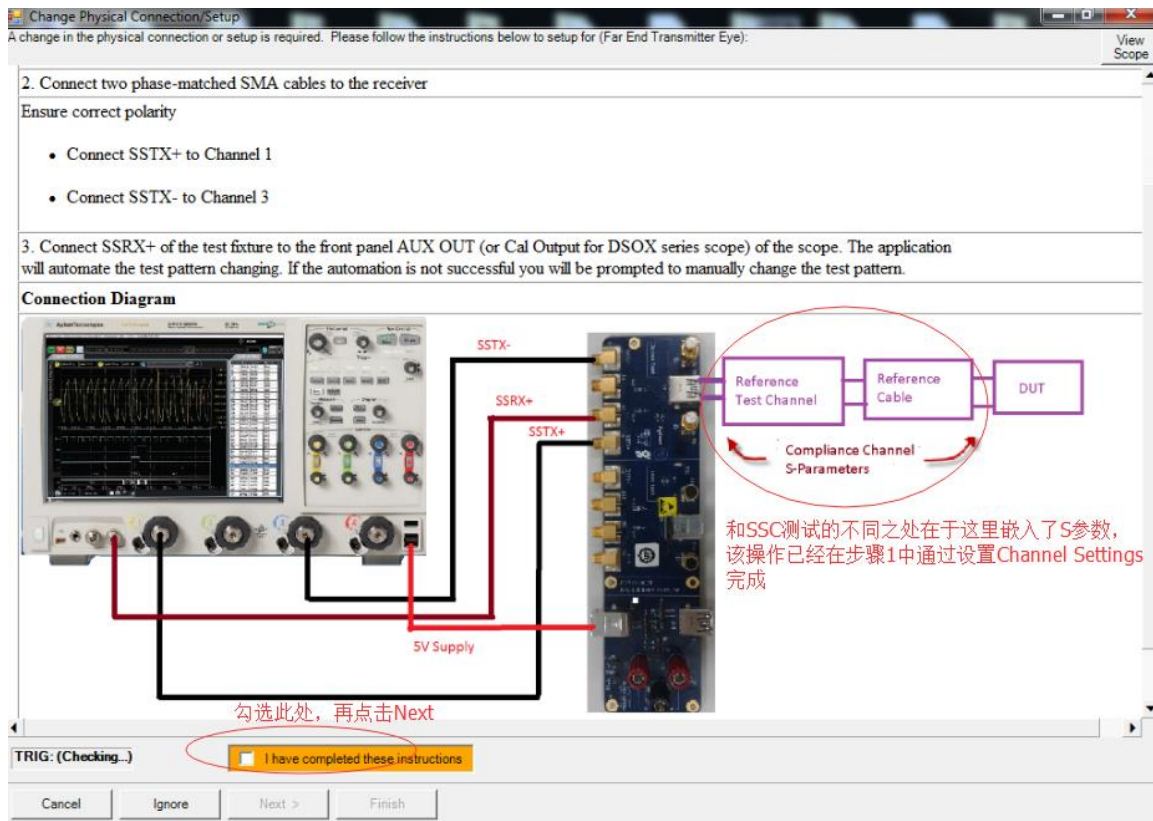 Change Physical Connection/Setup
A change in the physical connection or setup is required. Please follow the instructions below to setup for (Far End Transmitter Eye):
View
Scope
2. Connect two phase-matched SMA cables to the receiver
Ensure correct polarity
• Connect SSTX+ to Channel 1
• Connect SSTX- to Channel 3
3. Connect SSRX+ of the test fixture to the front panel AUX OUT (or Cal Output for DSOX series scope) of the scope. The application
will automate the test pattern changing. If the automation is not successful you will be prompted to manually change the test pattern.
Connection Diagram
Agilent Technologies
SSTX-
SSRX+
SSTX+
Reference
Test Channel
Reference
Cable
DUT
Compliance Channel
S-Parameters
和SSC测试的不同之处在于这里嵌入了S参数,
该操作已经在步骤1中通过设置Channel Settings
完成
5V Supply
勾选此处，再点击Next
TRIG: (Checking...)
I have completed these instructions
Cancel
Ignore
Next >
Finish